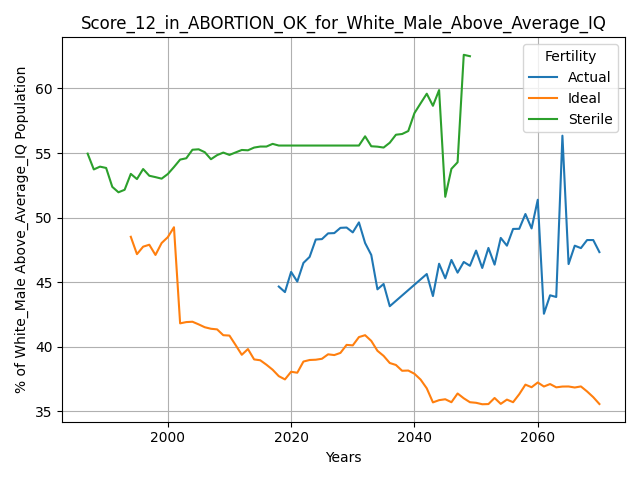 Score_12_in_ABORTION_OK_for_White_Male_Above_Average_IQ
% of White_Male Above_Average_IQ Population
60
55
50
45
40
35
Fertility
Actual
Ideal
Sterile
2000
2020
2040
2060
Years